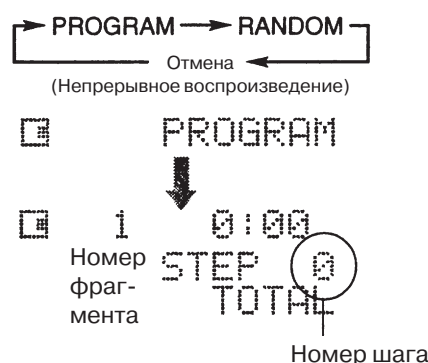 PROGRAM RANDOM
Отмена
(Непрерывное воспроизведение)
PROGRAM
1 0:00
Номер фраг-
мента
STEP 0
TOTAL
Номер шага